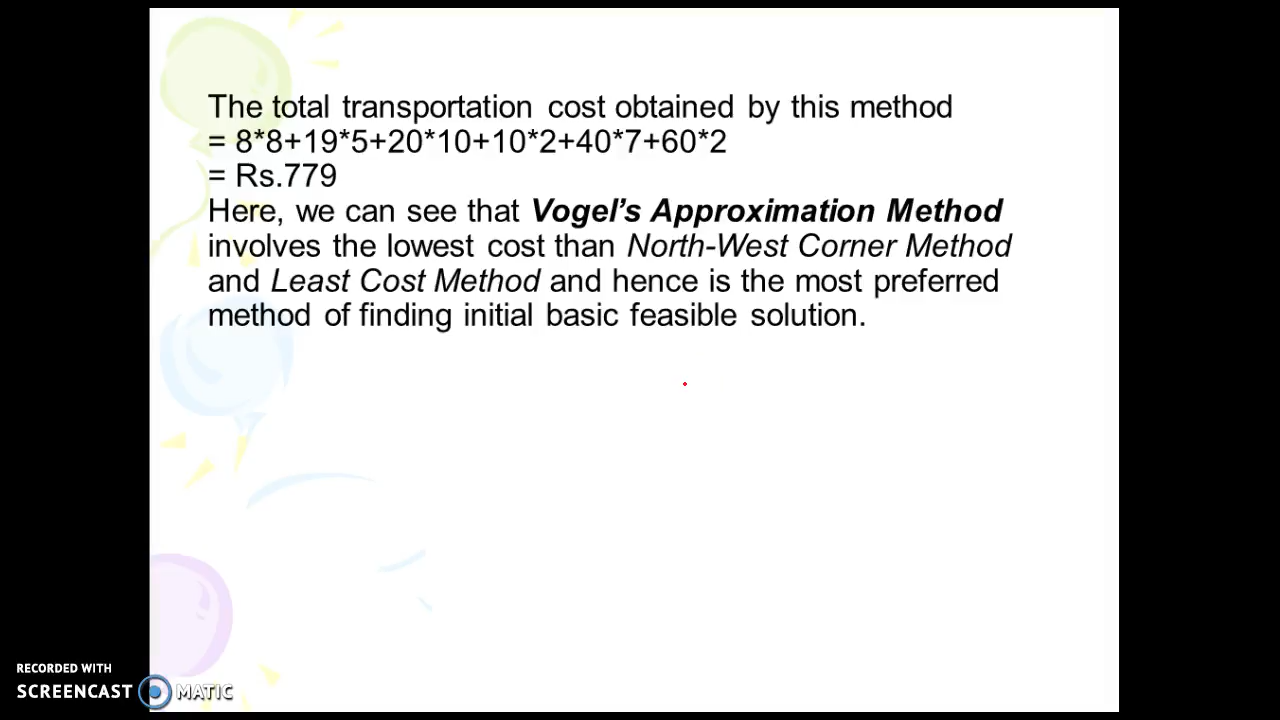 The total transportation cost obtained by this method
= 8*8+19*5+20*10+10*2+40*7+60*2
= Rs.779
Here, we can see that Vogel’s Approximation Method
involves the lowest cost than North-West Corner Method
and Least Cost Method and hence is the most preferred
method of finding initial basic feasible solution.
RECORDED WITH
SCREENCAST MATIC